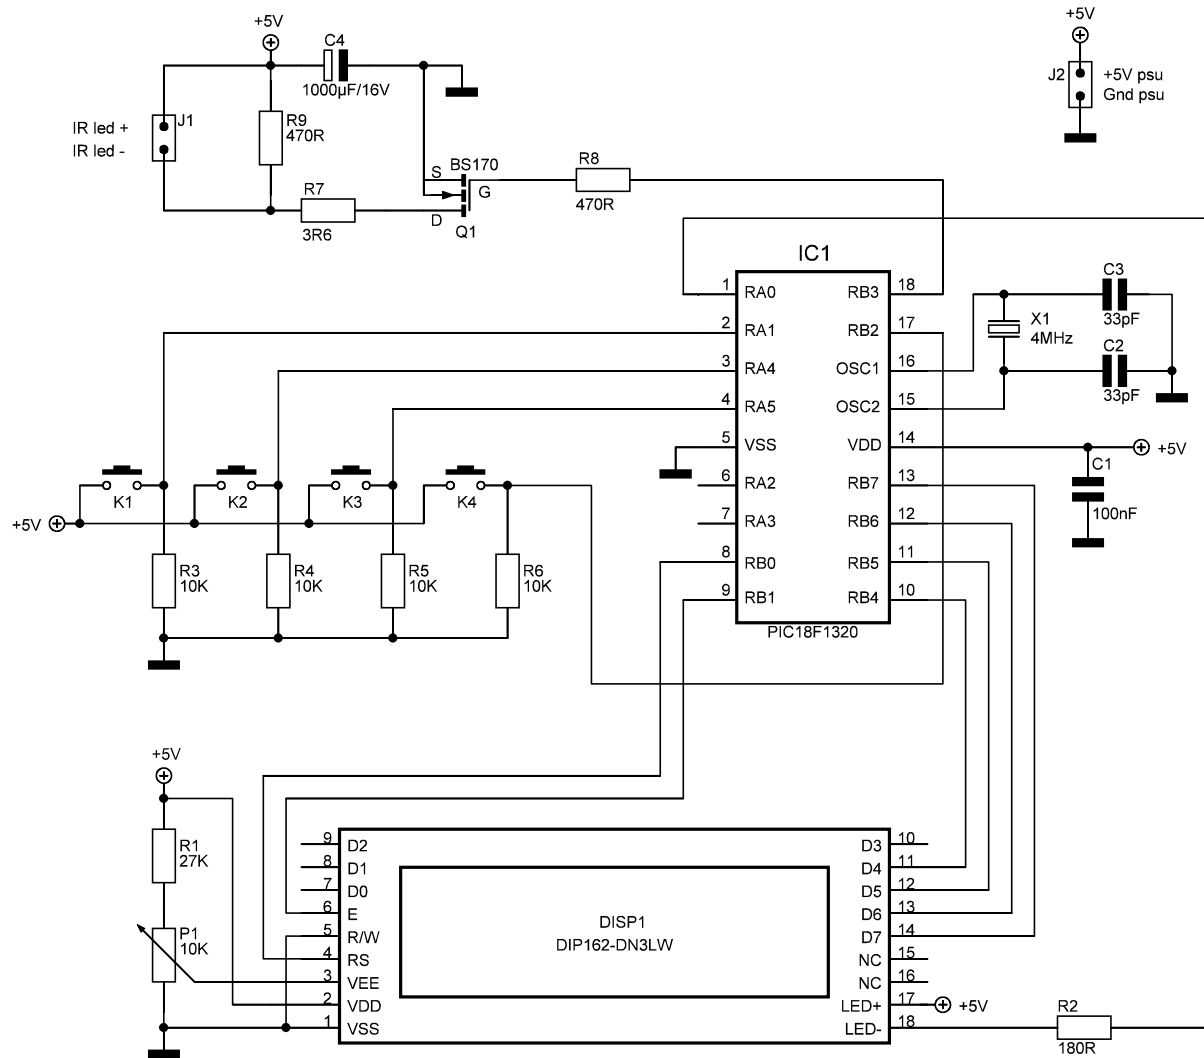 +5V
C4
1000µF/16V
J1
IR led +
IR led -
R9
470R
R7
3R6
BS170
S
G
D
Q1
R8
470R
+5V
J2
+5V psu
Gnd psu
IC1
1 RA0 RB3 18
2 RA1 RB2 17
3 RA4 OSC1 16
4 RA5 OSC2 15
5 VSS VDD 14
6 RA2 RB7 13
7 RA3 RB6 12
8 RB0 RB5 11
9 RB1 RB4 10
PIC18F1320
C3
33pF
X1
4MHz
C2
33pF
+5V
C1
100nF
K1
K2
K3
K4
+5V
R3
10K
R4
10K
R5
10K
R6
10K
+5V
R1
27K
P1
10K
9 D2 D3 10
8 D1 D4 11
7 D0 D5 12
6 E D6 13
5 R/W D7 14
4 RS NC 15
3 VEE NC 16
2 VDD LED+ 17 +5V
1 VSS LED- 18
DISP1
DIP162-DN3LW
R2
180R